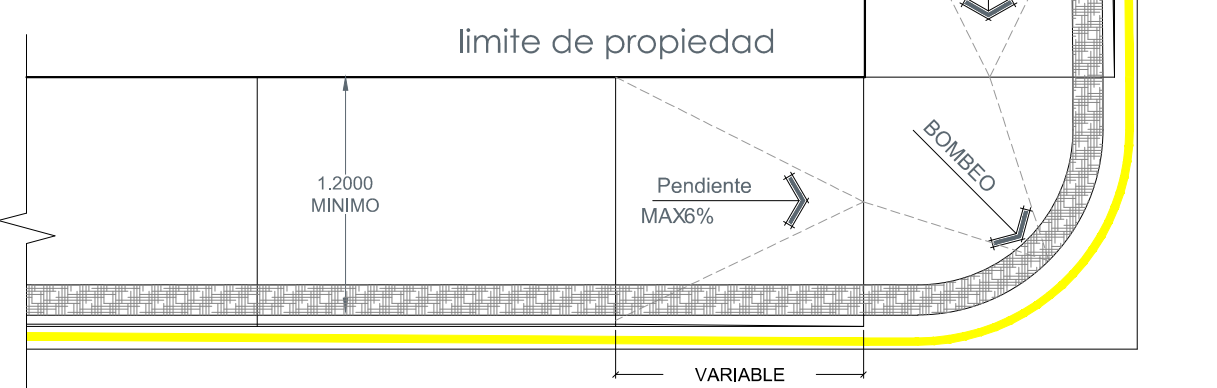 limite de propiedad
BOMBEO
1.2000
MINIMO
Pendiente
MAX6%
VARIABLE